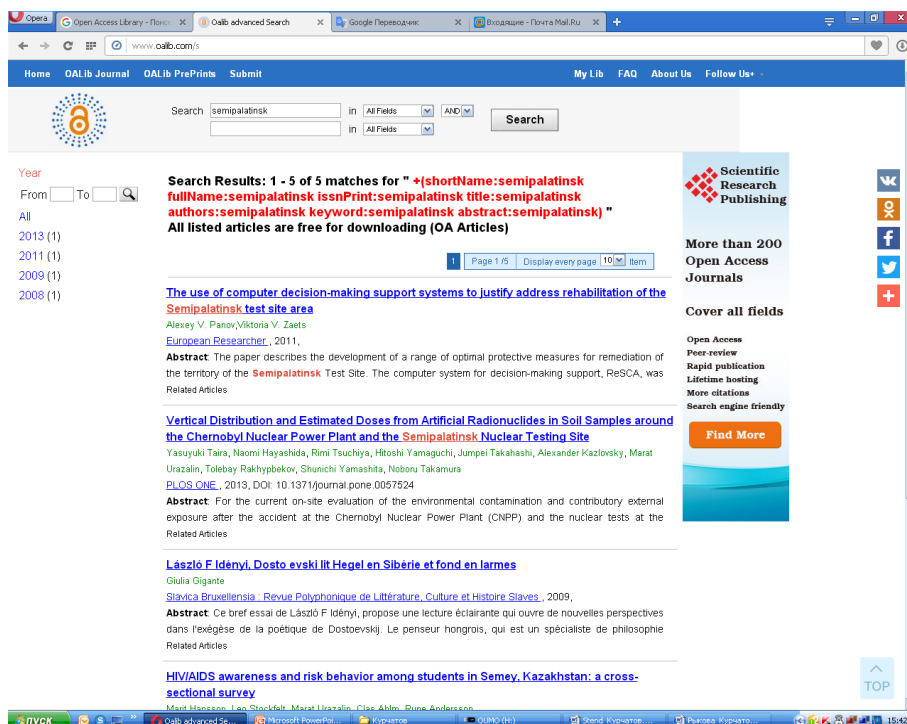 Opera
Open Access Library - Поис
Oalib advanced Search
Google Переводчик
Входящие - Почта Mail.Ru
www.oalib.com/s
Home OALib Journal OALib PrePrints Submit My Lib FAQ About Us Follow Us+
Search semipalatinsk in All Fields AND
in All Fields
Search
Year
From To
All
2013 (1)
2011 (1)
2009 (1)
2008 (1)
Search Results: 1 - 5 of 5 matches for " +(shortName:semipalatinsk
fullName:semipalatinsk issnPrint:semipalatinsk title:semipalatinsk
authors:semipalatinsk keyword:semipalatinsk abstract:semipalatinsk) "
All listed articles are free for downloading (OA Articles)
1 Page 1 /5 Display every page 10 Item
The use of computer decision-making support systems to justify address rehabilitation of the
Semipalatinsk test site area
Alexey V. Panov,Viktoria V. Zaets
European Researcher , 2011,
Abstract: The paper describes the development of a range of optimal protective measures for remediation of
the territory of the Semipalatinsk Test Site. The computer system for decision-making support, ReSCA, was
Related Articles
Vertical Distribution and Estimated Doses from Artificial Radionuclides in Soil Samples around
the Chernobyl Nuclear Power Plant and the Semipalatinsk Nuclear Testing Site
Yasuyuki Taira, Naomi Hayashida, Rimi Tsuchiya, Hitoshi Yamaguchi, Jumpei Takahashi, Alexander Kazlovsky, Marat
Urazalin, Tolebay Rakhypbekov, Shunichi Yamashita, Noboru Takamura
PLOS ONE , 2013, DOI: 10.1371/journal.pone.0057524
Abstract: For the current on-site evaluation of the environmental contamination and contributory external
exposure after the accident at the Chernobyl Nuclear Power Plant (CNPP) and the nuclear tests at the
Related Articles
László F Idényi, Dosto evski lit Hegel en Sibérie et fond en larmes
Giulia Gigante
Slavica Bruxellensia : Revue Polyphonique de Littérature, Culture et Histoire Slaves , 2009,
Abstract: Ce bref essai de László F Idényi, propose une lecture éclairante qui ouvre de nouvelles perspectives
dans l'exégèse de la poétique de Dostoevskij. Le penseur hongrois, qui est un spécialiste de philosophie
Related Articles
HIV/AIDS awareness and risk behavior among students in Semey, Kazakhstan: a cross-
sectional survey
Marit Hansson, Leo Stockfelt, Marat Urazalin, Clas Ahlm, Rune Andersson
Scientific
Research
Publishing
More than 200
Open Access
Journals
Cover all fields
Open Access
Peer-review
Rapid publication
Lifetime hosting
More citations
Search engine friendly
Find More
TOP
пуск
Oalib advanced Se...
Microsoft PowerPoi...
Курчатов
QUMO (H:)
Stend Курчатов...
Рыкова Курчато...
15:42